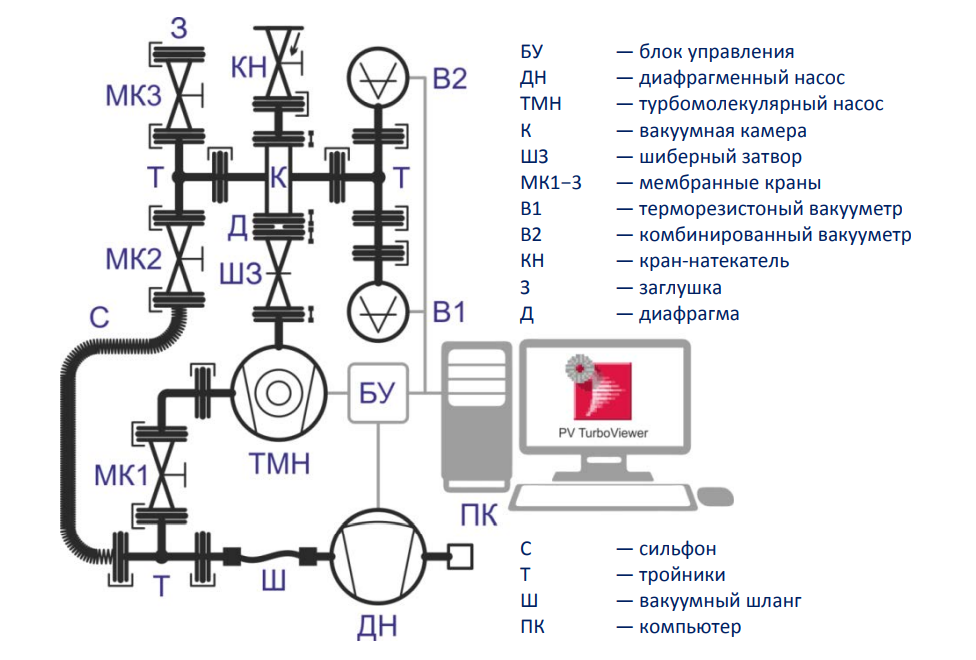 З
КН
В2
МК3
Т
К
Т
Д
МК2
ШЗ
С
В1
БУ
ТМН
МК1
ПК
Т
Ш
ДН
PV TurboViewer
БУ — блок управления
ДН — диафрагменный насос
ТМН — турбомолекулярный насос
К — вакуумная камера
ШЗ — шиберный затвор
МК1−3 — мембранные краны
В1 — терморезистоный вакууметр
В2 — комбинированный вакууметр
КН — кран-натекатель
З — заглушка
Д — диафрагма
С — сильфон
Т — тройники
Ш — вакуумный шланг
ПК — компьютер